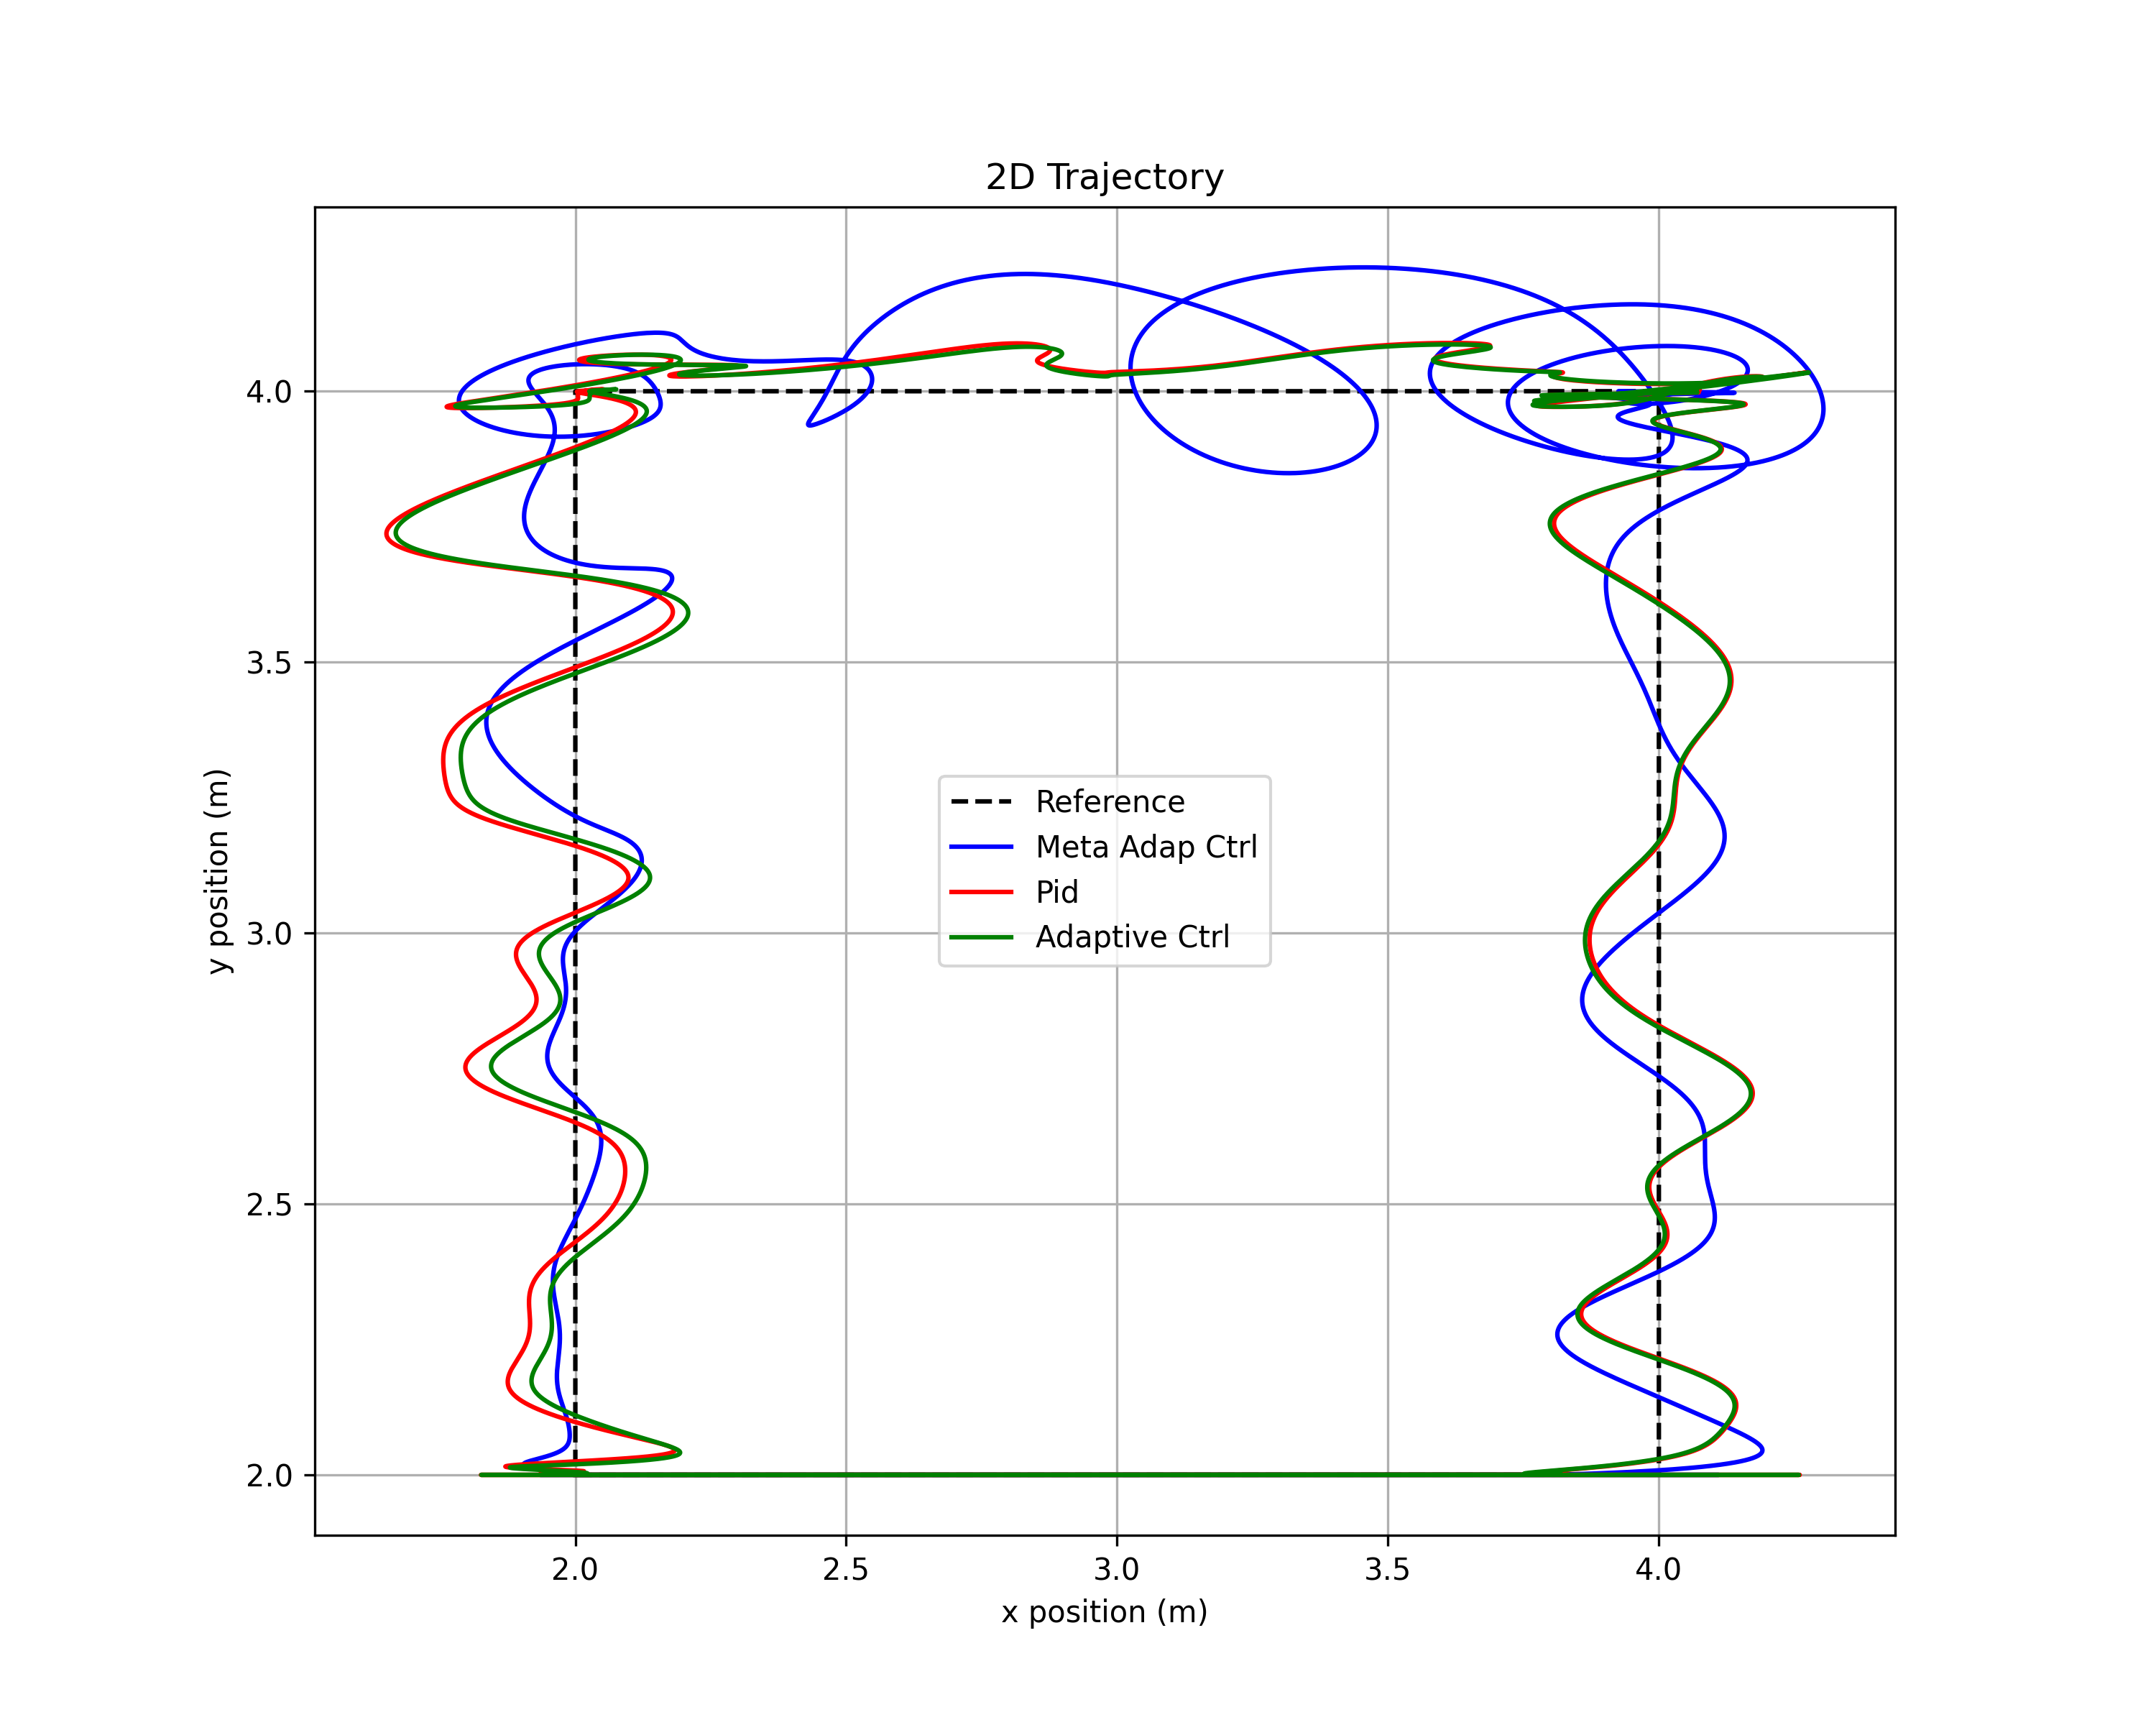 2D Trajectory
y position (m)
4.0
3.5
3.0
2.5
2.0
Reference
Meta Adap Ctrl
Pid
Adaptive Ctrl
2.0 2.5 3.0 3.5 4.0
x position (m)